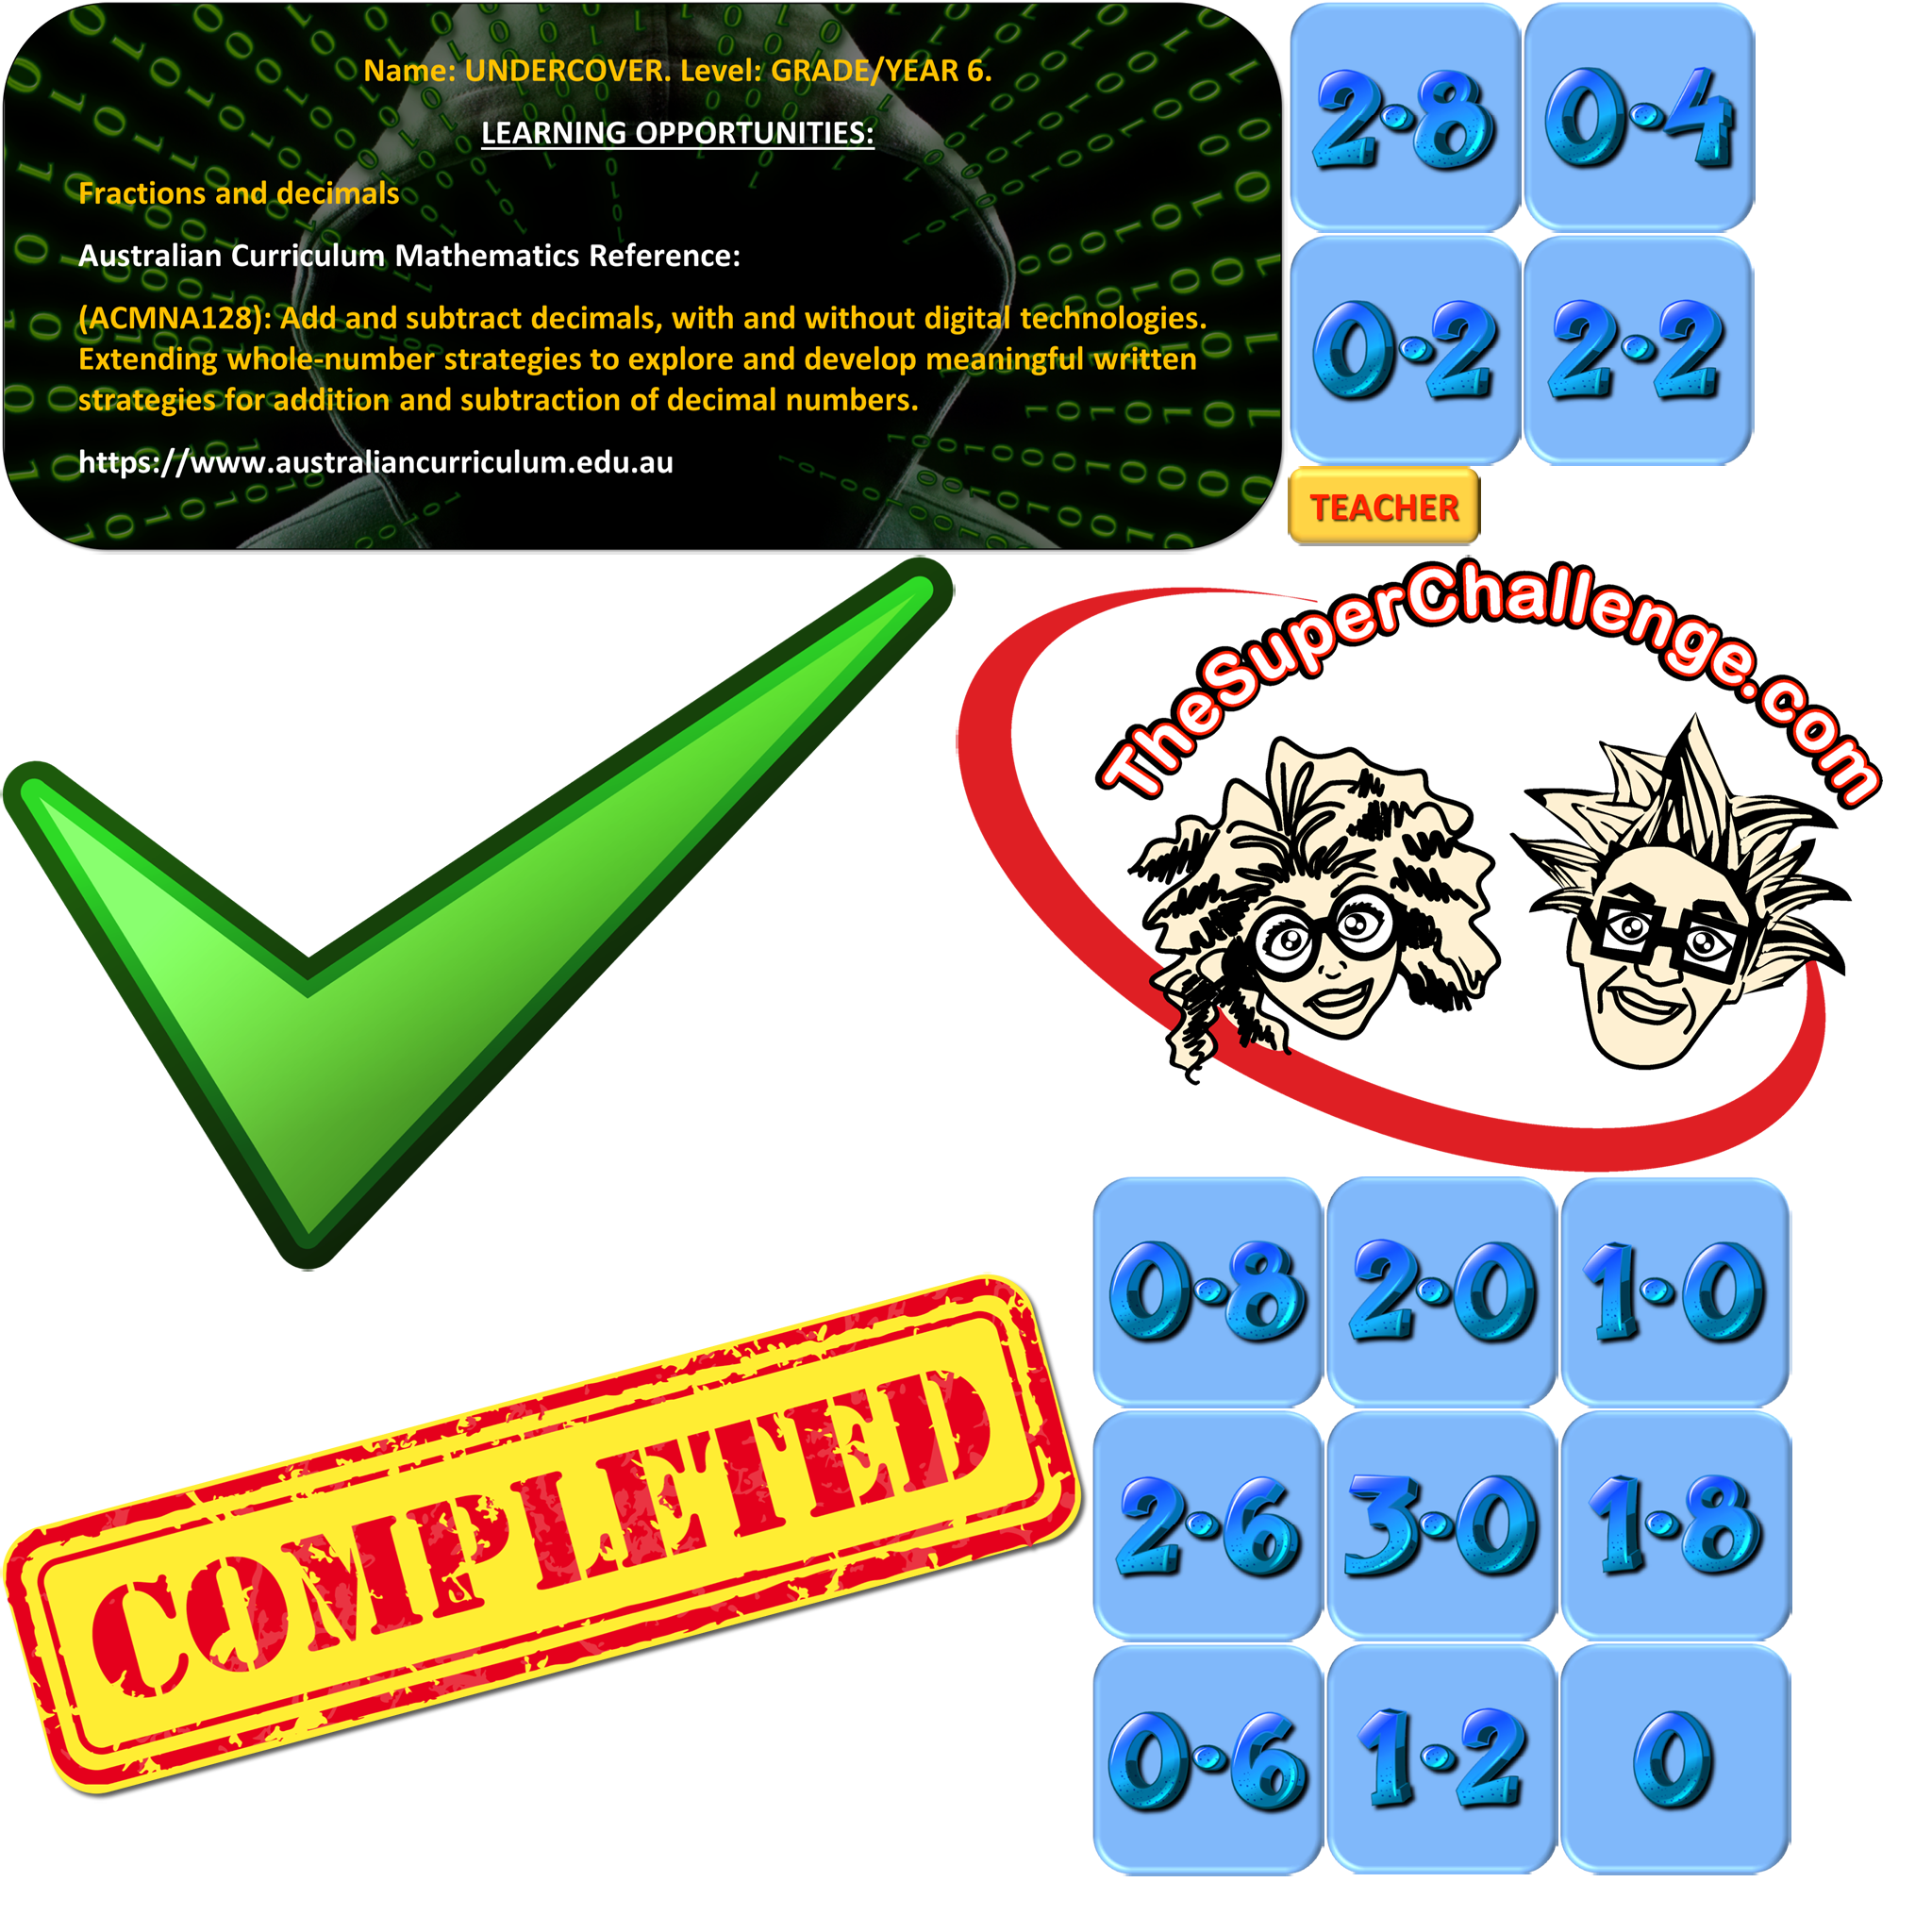 Name: UNDERCOVER. Level: GRADE/YEAR 6.
LEARNING OPPORTUNITIES:
Fractions and decimals
Australian Curriculum Mathematics Reference:
(ACMNA128): Add and subtract decimals, with and without digital technologies.
Extending whole-number strategies to explore and develop meaningful written
strategies for addition and subtraction of decimal numbers.
https://www.australiancurriculum.edu.au
2·8 0·4
0·2 2·2
TEACHER
TheSuperChallenge.com
COMPLETED
0·8 2·0 1·0
2·6 3·0 1·8
0·6 1·2 0